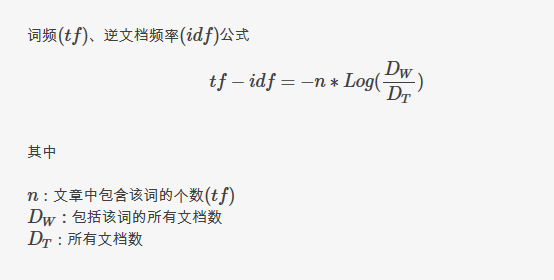 词频(tf)、逆文档频率(idf)公式
tf − idf = −n ∗ Log(\frac{D_W}{D_T})
其中
n : 文章中包含该词的个数(tf)
D_W : 包括该词的所有文档数
D_T : 所有文档数